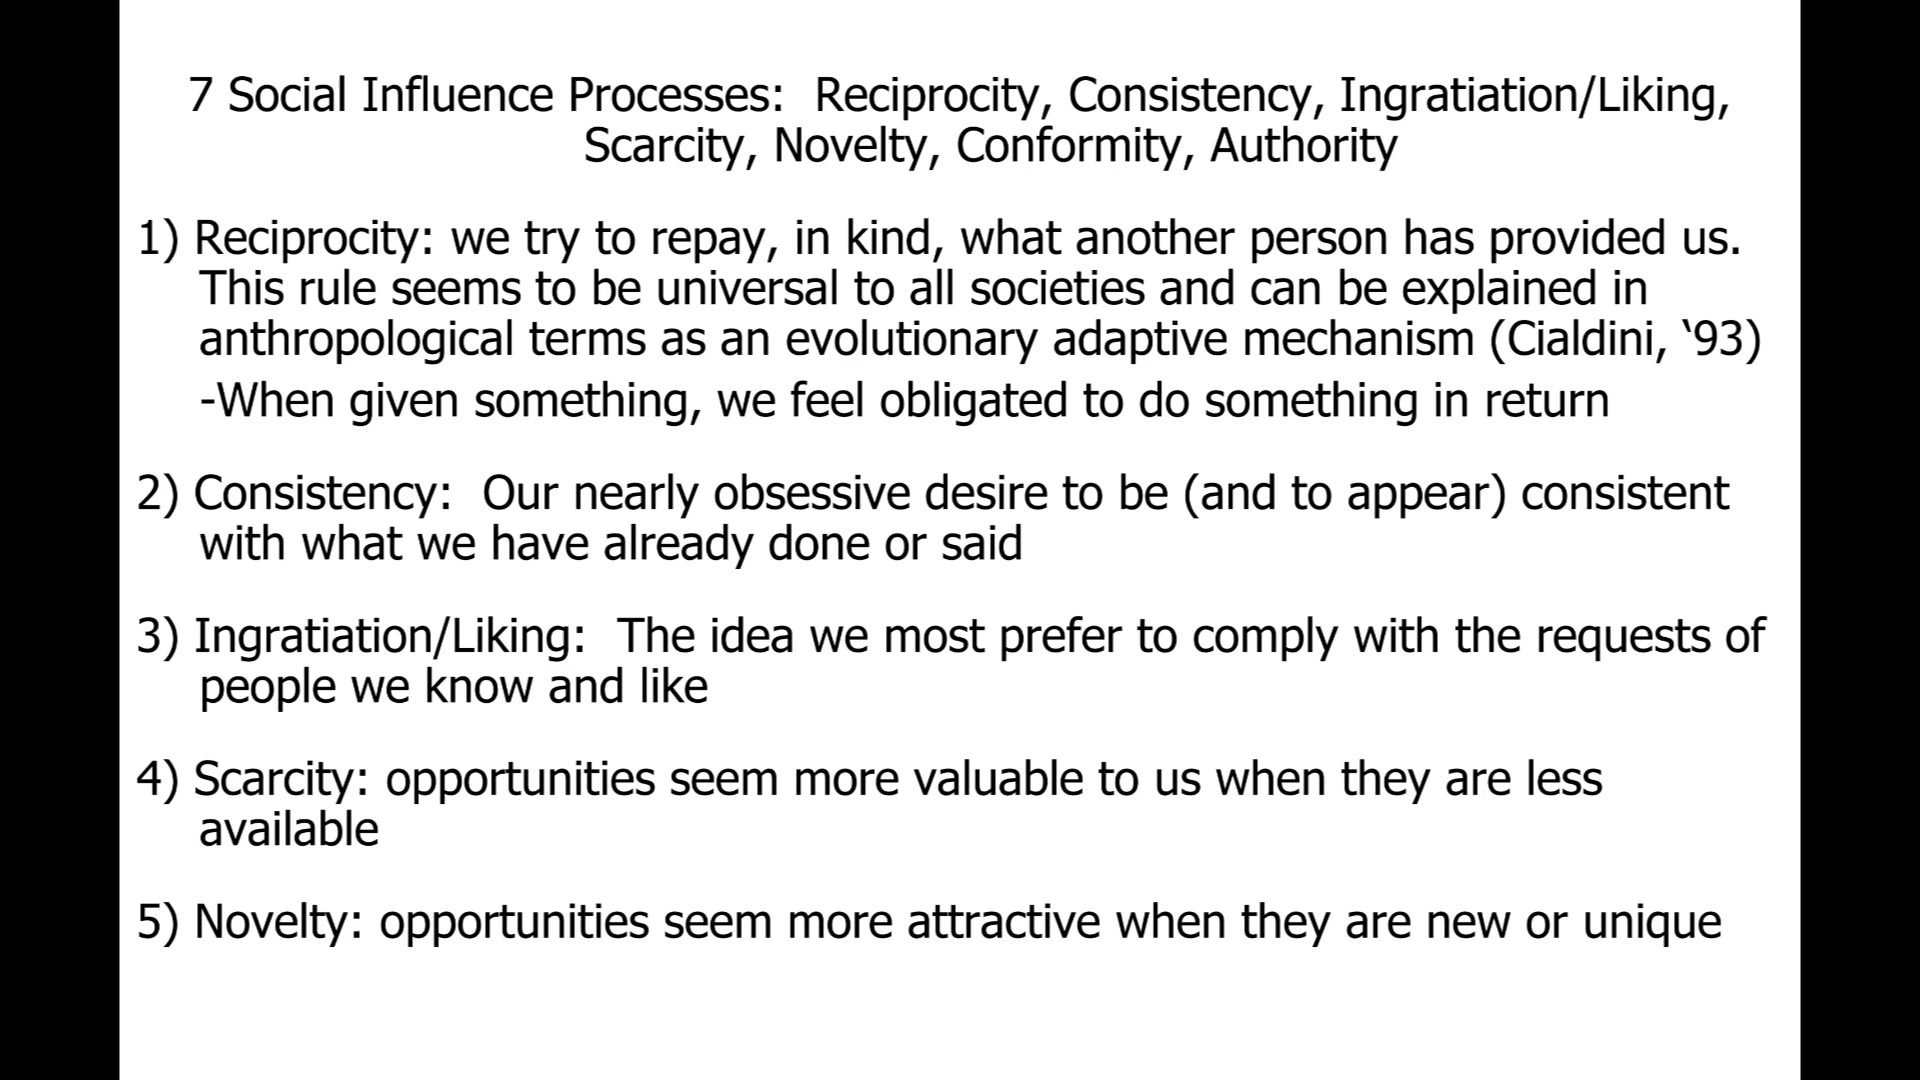 7 Social Influence Processes:  Reciprocity, Consistency, Ingratiation/Liking,
Scarcity, Novelty, Conformity, Authority
1) Reciprocity: we try to repay, in kind, what another person has provided us.
This rule seems to be universal to all societies and can be explained in
anthropological terms as an evolutionary adaptive mechanism (Cialdini, ‘93)
-When given something, we feel obligated to do something in return
2) Consistency:  Our nearly obsessive desire to be (and to appear) consistent
with what we have already done or said
3) Ingratiation/Liking:  The idea we most prefer to comply with the requests of
people we know and like
4) Scarcity: opportunities seem more valuable to us when they are less
available
5) Novelty: opportunities seem more attractive when they are new or unique